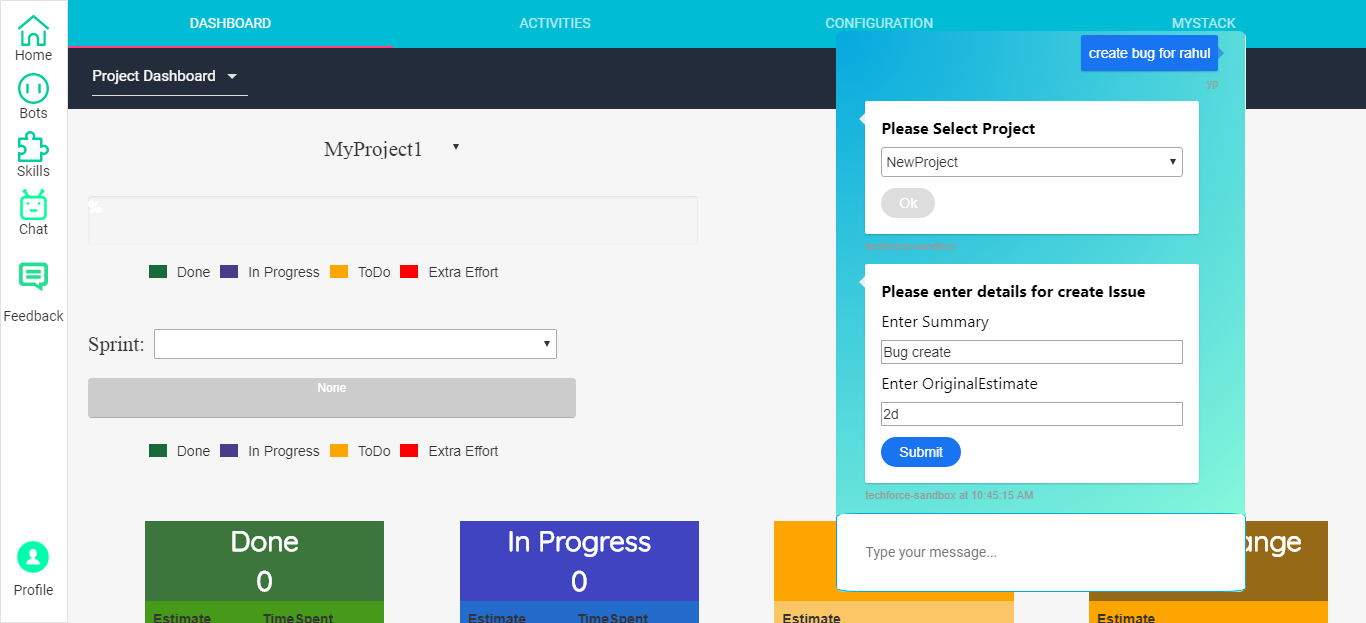 DASHBOARD
ACTIVITIES
CONFIGURATION
MYSTACK
Home
Bots
Skills
Chat
Feedback
Profile
Project Dashboard
MyProject1
%
Done
In Progress
ToDo
Extra Effort
Sprint:
None
Done
In Progress
ToDo
Extra Effort
Done
0
Estimate
TimeSpent
In Progress
0
Estimate
TimeSpent
Estimate
ange
Estimate
create bug for rahul
YP
Please Select Project
NewProject
Ok
techforce-sandbox
Please enter details for create Issue
Enter Summary
Bug create
Enter OriginalEstimate
2d
Submit
techforce-sandbox at 10:45:15 AM
Type your message...